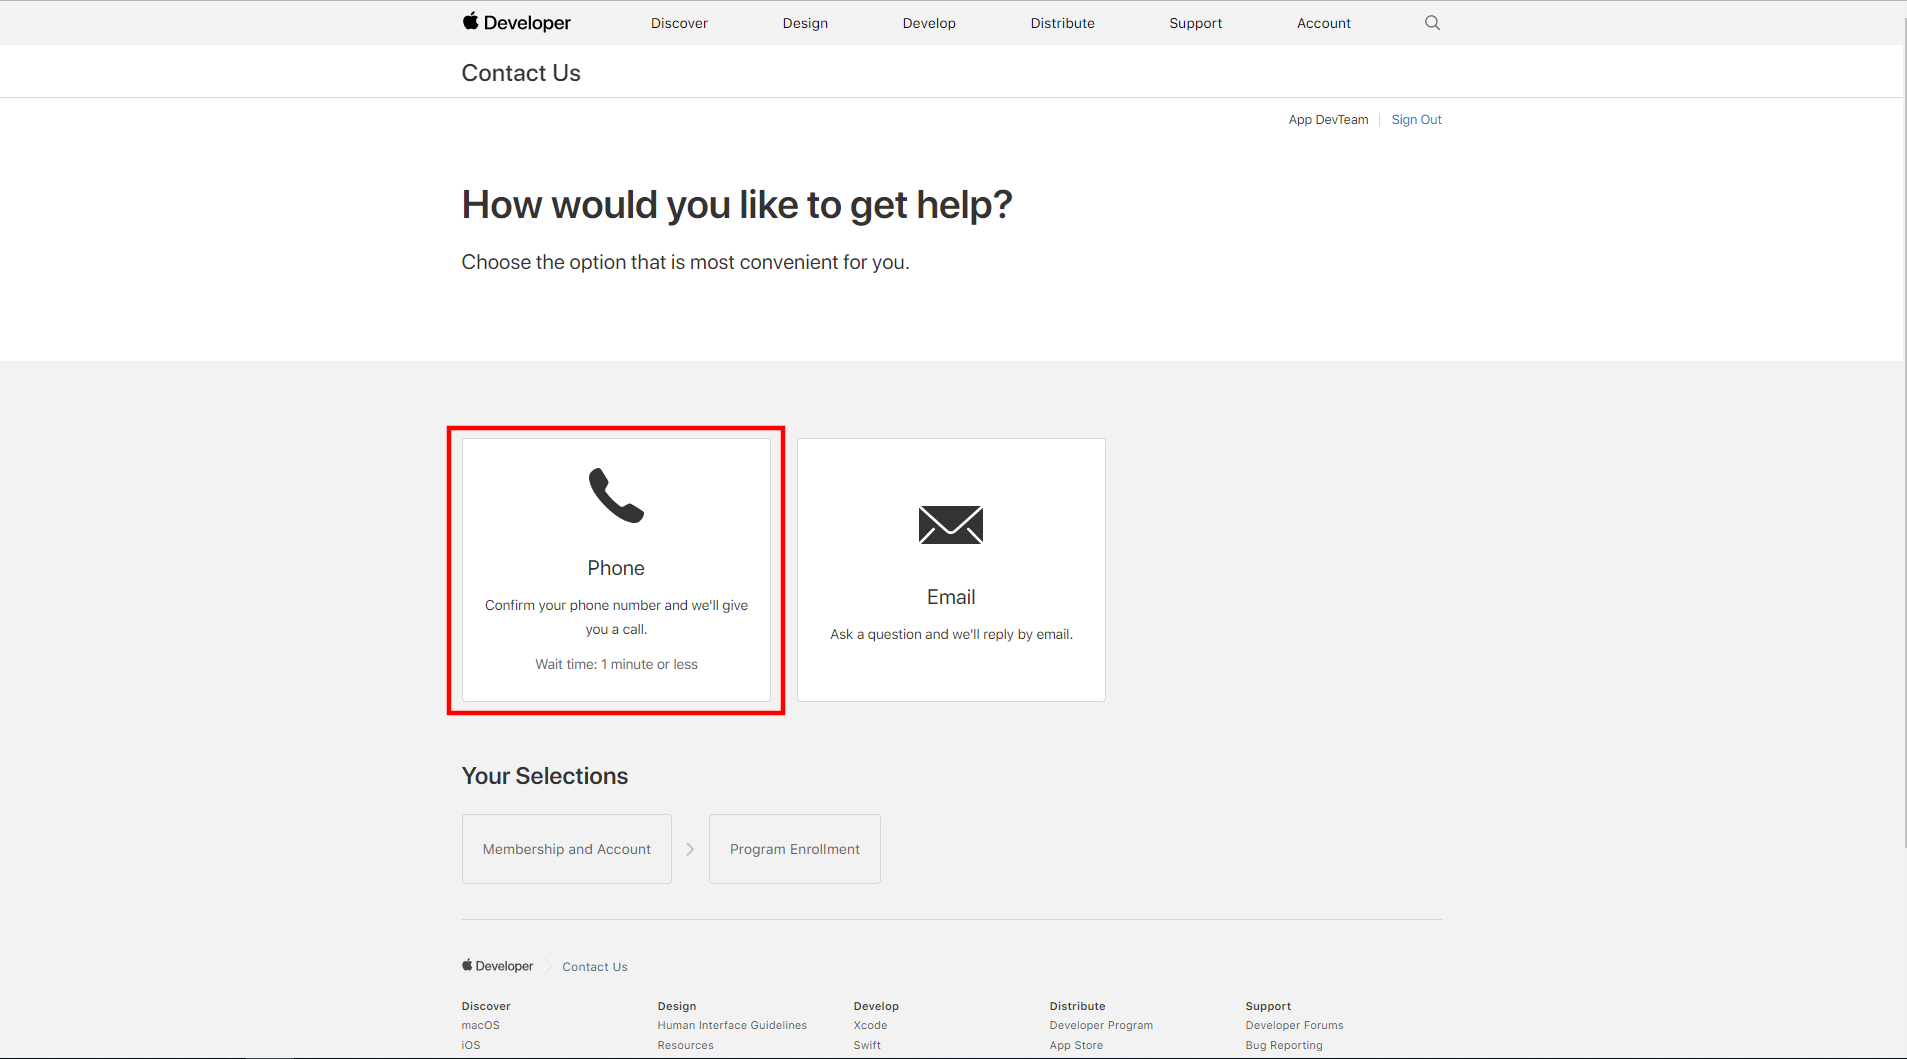 Developer Discover Design Develop Distribute Support Account
Contact Us
App DevTeam Sign Out
How would you like to get help?
Choose the option that is most convenient for you.
Phone
Confirm your phone number and we'll give
you a call.
Wait time: 1 minute or less
Email
Ask a question and we'll reply by email.
Your Selections
Membership and Account
Program Enrollment
Developer Contact Us
Discover
macOS
iOS
Design
Human Interface Guidelines
Resources
Develop
Xcode
Swift
Distribute
Developer Program
App Store
Support
Developer Forums
Bug Reporting